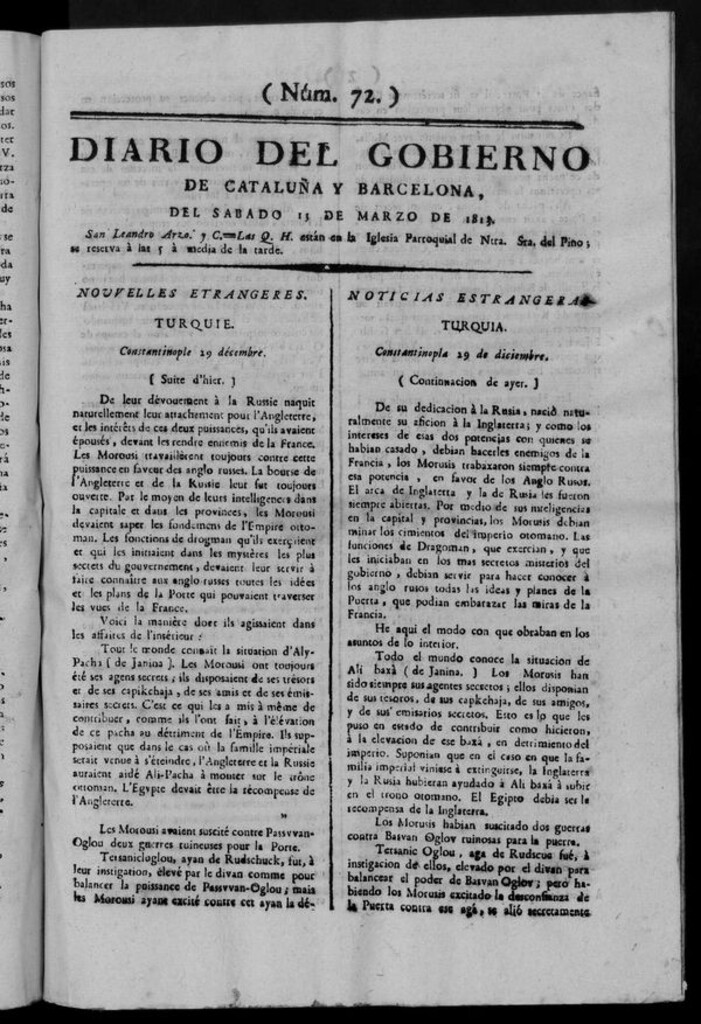 ( Núm. 72. )
DIARIO DEL GOBIERNO
DE CATALUÑA Y BARCELONA,
DEL SABADO 13 DE MARZO DE 1813.
San Leandro Arzo. y C.=Las Q. H. están en la Iglesia Parroquial de Ntra. Sra. del Pino;
se reserva à las 5 à media de la tarde.
NOUVELLES ETRANGERES.
TURQUIE.
Constantinople 29 décembre.
( Suite d'hier. )
De leur dévouement à la Russie naquit
naturellement leur attachement pour l'Angleterre,
et les intérêts de ces deux puissances, qu'ils avaient
épousés, devant les rendre ennemis de la France.
Les Morousi travaillèrent toujours contre cette
puissance en faveur des anglo russes. La bourse de
l'Angleterre et de la Russie leur fut toujours
ouverte. Par le moyen de leurs intelligences dans
la capitale et dans les provinces, les Morousi
devaient saper les fondemens de l'Empire otto-
man. Les fonctions de drogman qu'ils exerçaient
et qui les initiaient dans les mystères les plus
secrets du gouvernement, devaient leur servir à
faire connaître aux anglo-russes toutes les idées
et les plans de la Porte qui pouvaient traverser
les vues de la France.
Voici la manière dont ils agissaient dans
les affaires de l'intérieur :
Tout le monde connaît la situation d'Aly-
Pacha ( de Janina ). Les Morousi ont toujours
été ses agens secrets ; ils disposaient de ses trésors
et de ses capikchaja, de ses amis et de ses émis-
saires secrets. C'est ce qui les a mis à même de
contribuer, comme ils l'ont fait, à l'élévation
de ce pacha au détriment de l'Empire. Ils sup-
posaient que dans le cas où la famille impériale
serait venue à s'éteindre, l'Angleterre et la Russie
auraient aidé Ali-Pacha à monter sur le trône
ottoman. L'Egypte devait être la récompense de
l'Angleterre.
Les Morousi avaient suscité contre Passvvan-
Oglou deux guerres ruineuses pour la Porte.
Tersanicloglou, ayan de Rudschuck, fut, à
leur instigation, élevé par le divan comme pour
balancer la puissance de Passvvan-Oglou ; mais
les Morousi ayant excité contre cet ayan la dé-
NOTICIAS ESTRANGERAS
TURQUIA.
Constantinopla 29 de diciembre.
( Continuacion de ayer. )
De su dedicacion à la Rusia, nació natu-
ralmente su aficion à la Inglaterra; y como los
intereses de esas dos potencias con quienes se
habian casado, debian hacerles enemigos de la
Francia, los Morusis trabaxaron siempre contra
esa potencia, en favor de los Anglo Rusos.
El arca de Inglaterra y la de Rusia les fueron
siempre abiertas. Por medio de sus inteligencias
en la capital y provincias, los Morusis debian
minar los cimientos del imperio otomano. Las
funciones de Dragoman, que exercian, y que
les iniciaban en los mas secretos misterios del
gobierno, debian servir para hacer conocer à
los anglo rusos todas las ideas y planes de la
Puerta, que podian embarazar las miras de la
Francia.
He aqui el modo con que obraban en los
asuntos de lo interior.
Todo el mundo conoce la situacion de
Ali baxà ( de Janina. ) Los Morusis han
sido siempre sus agentes secretos; ellos disponian
de sus tesoros, de sus capkchaja, de sus amigos,
y de sus emisarios secretos. Esto es lo que les
puso en estado de contribuir como hicieron,
à la elevacion de ese baxà, en detrimiento del
imperio. Suponian que en el caso en que la fa-
milia imperial viniese à extinguirse, la Inglaterra
y la Rusia hubieran ayudado à Ali baxà à subir
en el trono otomano. El Egipto debia ser la
recompensa de la Inglaterra.
Los Morusis habian suscitado dos guerras
contra Basvan Oglov ruinosas para la puerta.
Tersanic Oglou, aga de Rudscuc fué, à
instigacion de ellos, elevado por el divan para
balancear el poder de Basvan Oglov; pero ha-
biendo los Morusis excitado la desconfianza de
la Puerta contra ese agà, se alió secretamente